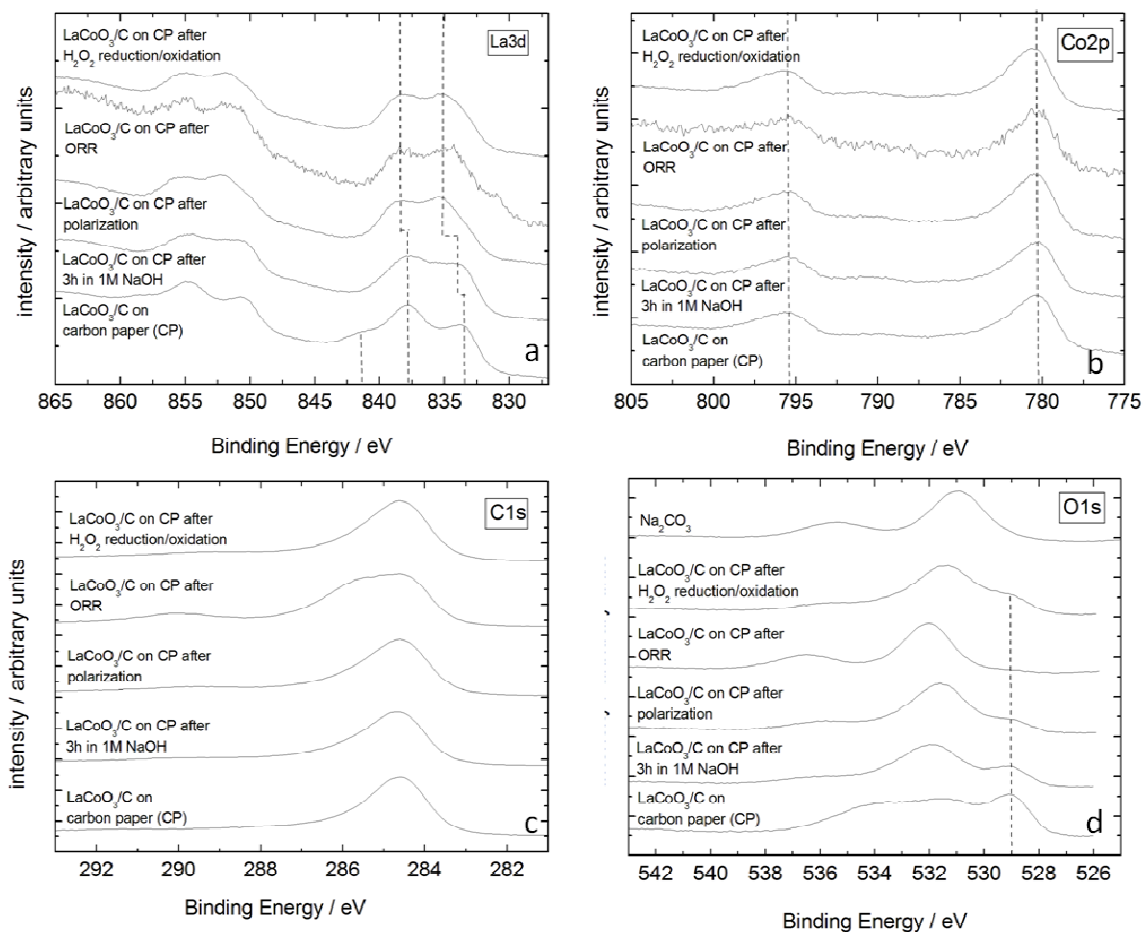 La3d
LaCoO3/C on CP after
H2O2 reduction/oxidation
LaCoO3/C on CP after
ORR
LaCoO3/C on CP after
polarization
LaCoO3/C on CP after
3h in 1M NaOH
LaCoO3/C on
carbon paper (CP)
a
intensity / arbitrary units
865 860 855 850 845 840 835 830
Binding Energy / eV
Co2p
LaCoO3/C on CP after
H2O2 reduction/oxidation
LaCoO3/C on CP after
ORR
LaCoO3/C on CP after
polarization
LaCoO3/C on CP after
3h in 1M NaOH
LaCoO3/C on
carbon paper (CP)
b
intensity / arbitrary units
805 800 795 790 785 780 775
Binding Energy / eV
C1s
LaCoO3/C on CP after
H2O2 reduction/oxidation
LaCoO3/C on CP after
ORR
LaCoO3/C on CP after
polarization
LaCoO3/C on CP after
3h in 1M NaOH
LaCoO3/C on
carbon paper (CP)
c
intensity / arbitrary units
292 290 288 286 284 282
Binding Energy / eV
O1s
Na2CO3
LaCoO3/C on CP after
H2O2 reduction/oxidation
LaCoO3/C on CP after
ORR
LaCoO3/C on CP after
polarization
LaCoO3/C on CP after
3h in 1M NaOH
LaCoO3/C on
carbon paper (CP)
d
542 540 538 536 534 532 530 528 526
Binding Energy / eV